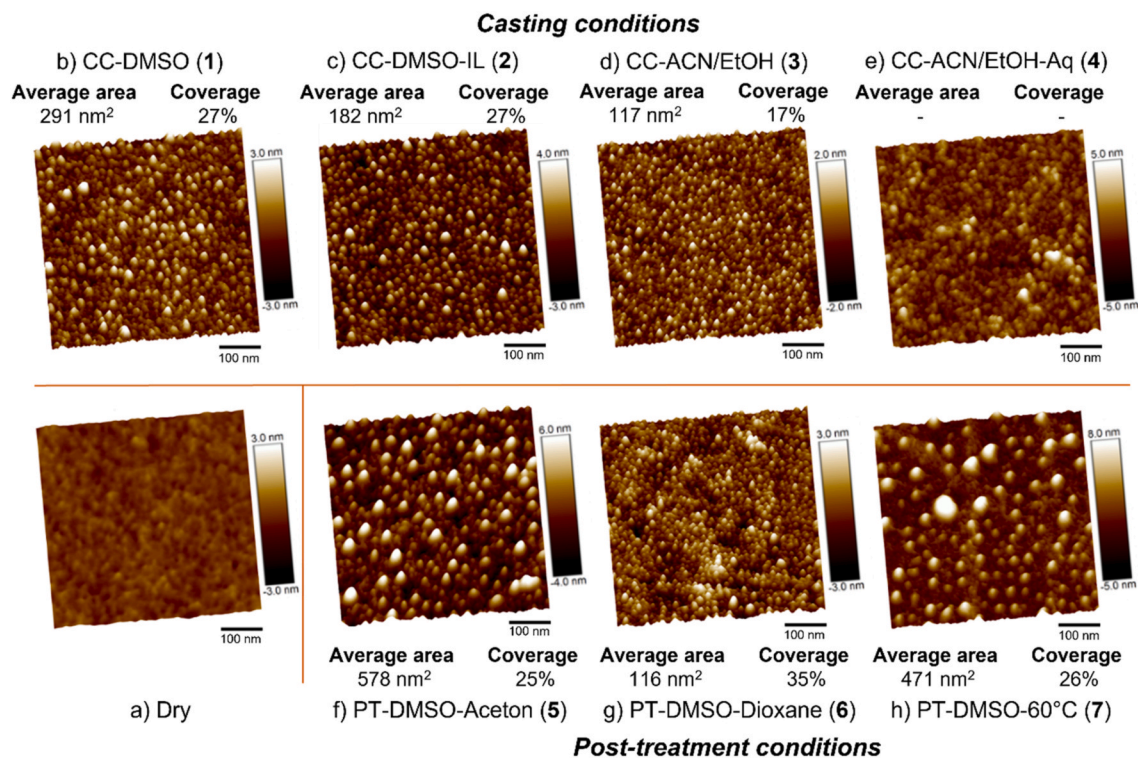 Casting conditions
b) CC-DMSO (1)
c) CC-DMSO-IL (2)
d) CC-ACN/EtOH (3)
e) CC-ACN/EtOH-Aq (4)
Average area Coverage
291 nm² 27%
Average area Coverage
182 nm² 27%
Average area Coverage
117 nm² 17%
Average area Coverage
- -
3.0 nm
-3.0 nm
100 nm
4.0 nm
-3.0 nm
100 nm
2.0 nm
-2.0 nm
100 nm
5.0 nm
-5.0 nm
100 nm
3.0 nm
-3.0 nm
100 nm
6.0 nm
-4.0 nm
100 nm
3.0 nm
-3.0 nm
100 nm
8.0 nm
-5.0 nm
100 nm
Average area Coverage
578 nm² 25%
Average area Coverage
116 nm² 35%
Average area Coverage
471 nm² 26%
a) Dry
f) PT-DMSO-Aceton (5)
g) PT-DMSO-Dioxane (6)
h) PT-DMSO-60°C (7)
Post-treatment conditions